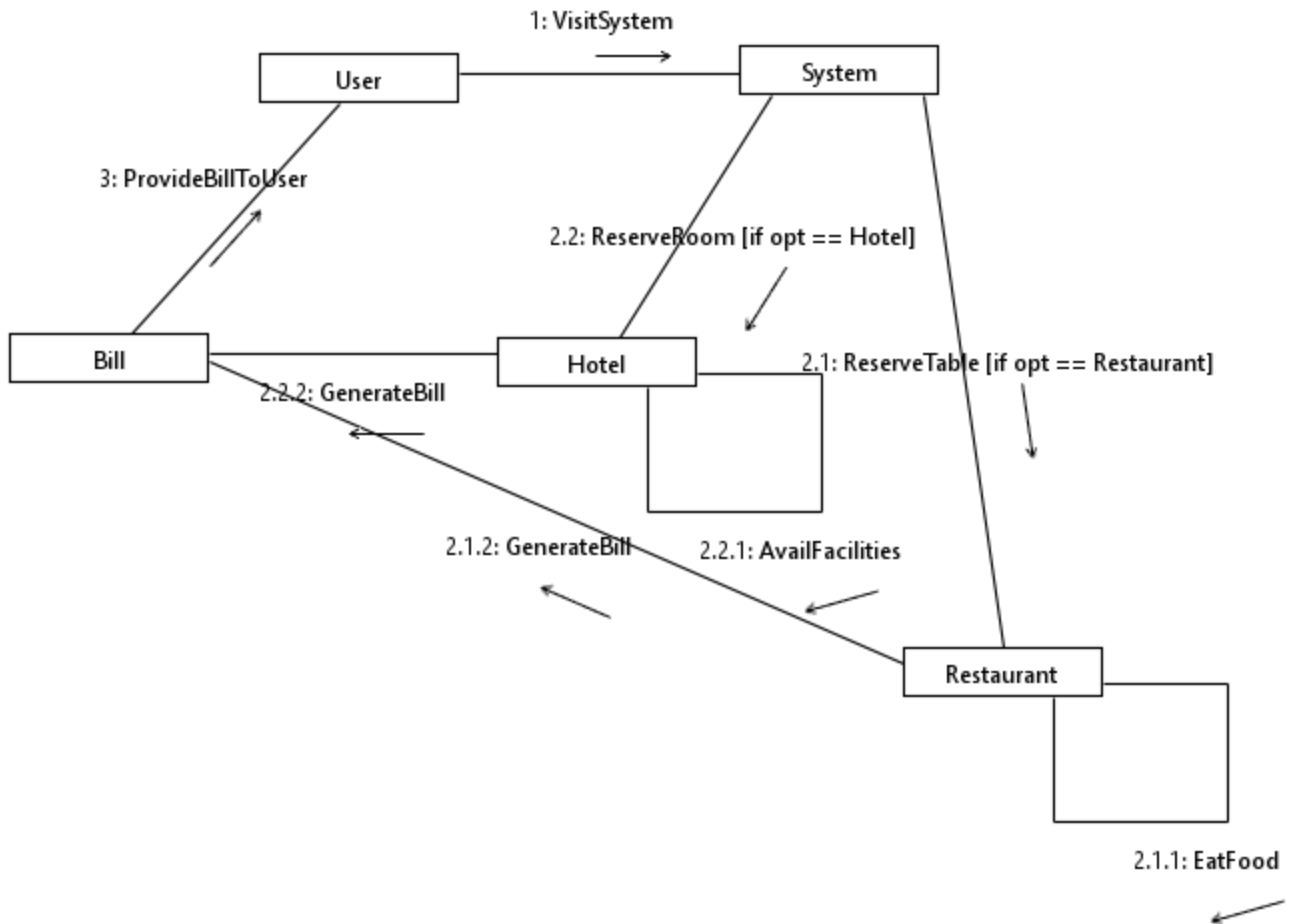 1: VisitSystem
User
System
3: ProvideBillToUser
2.2: ReserveRoom [if opt == Hotel]
Bill
Hotel
2.1: ReserveTable [if opt == Restaurant]
2.2.2: GenerateBill
2.1.2: GenerateBill
2.2.1: AvailFacilities
Restaurant
2.1.1: EatFood